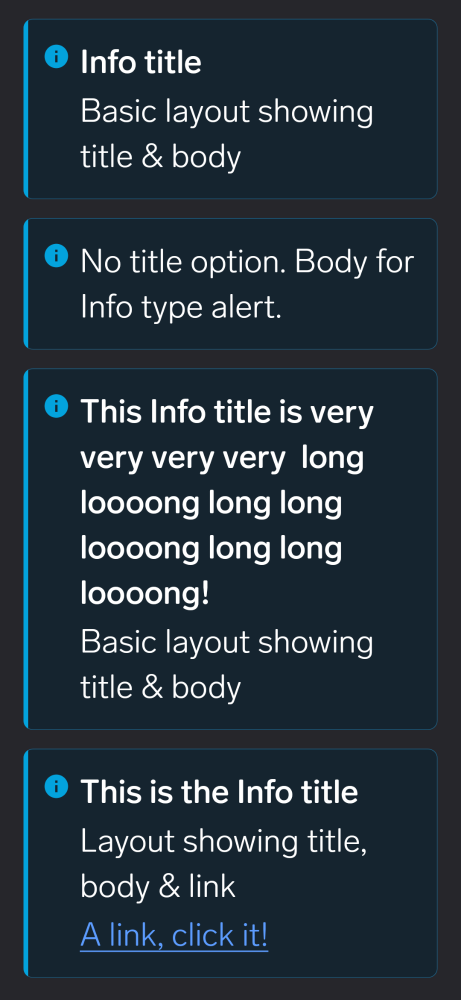 Info title
Basic layout showing
title & body
No title option. Body for
Info type alert.
This Info title is very
very very very  long
loooong long long
loooong long long
loooong!
Basic layout showing
title & body
This is the Info title
Layout showing title,
body & link
A link, click it!